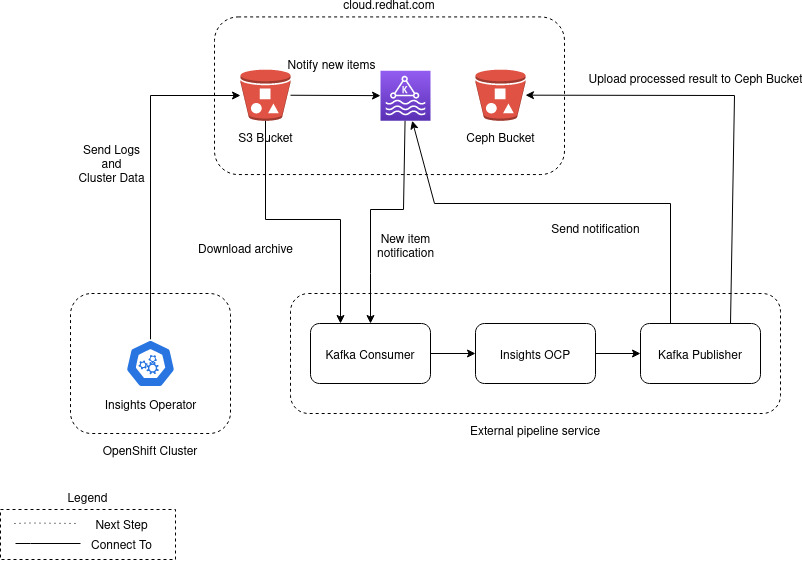 cloud.redhat.com
Notify new items
Upload processed result to Ceph Bucket
K
S3 Bucket
Ceph Bucket
Send Logs
and
Cluster Data
Download archive
New item
notification
Send notification
Kafka Consumer
Insights OCP
Kafka Publisher
Insights Operator
External pipeline service
OpenShift Cluster
Legend
Next Step
Connect To